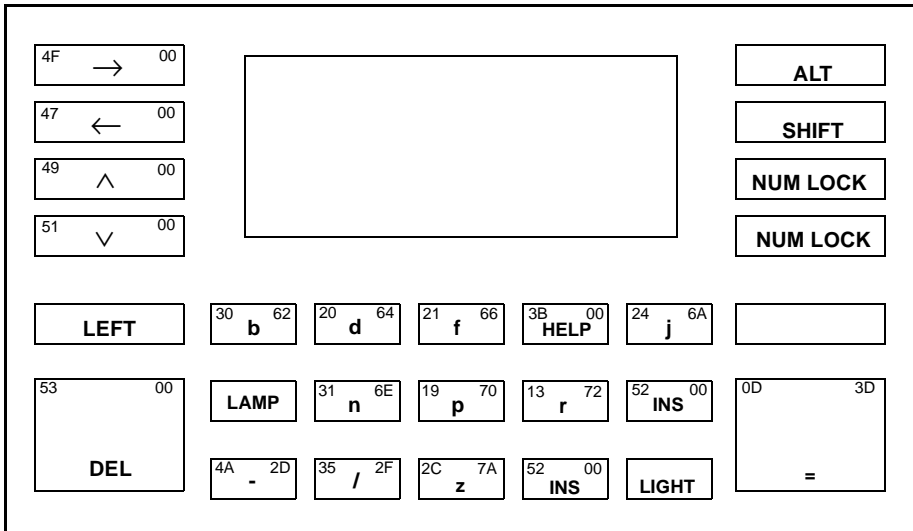 4F → 00
ALT
47 ← 00
SHIFT
49 ∧ 00
NUM LOCK
51 ∨ 00
NUM LOCK
LEFT
30 b 62
20 d 64
21 f 66
3B 00
HELP
24 j 6A
53 00
DEL
LAMP
31 n 6E
19 p 70
13 r 72
52 00
INS
0D 3D
=
4A - 2D
35 / 2F
2C z 7A
52 00
INS
LIGHT